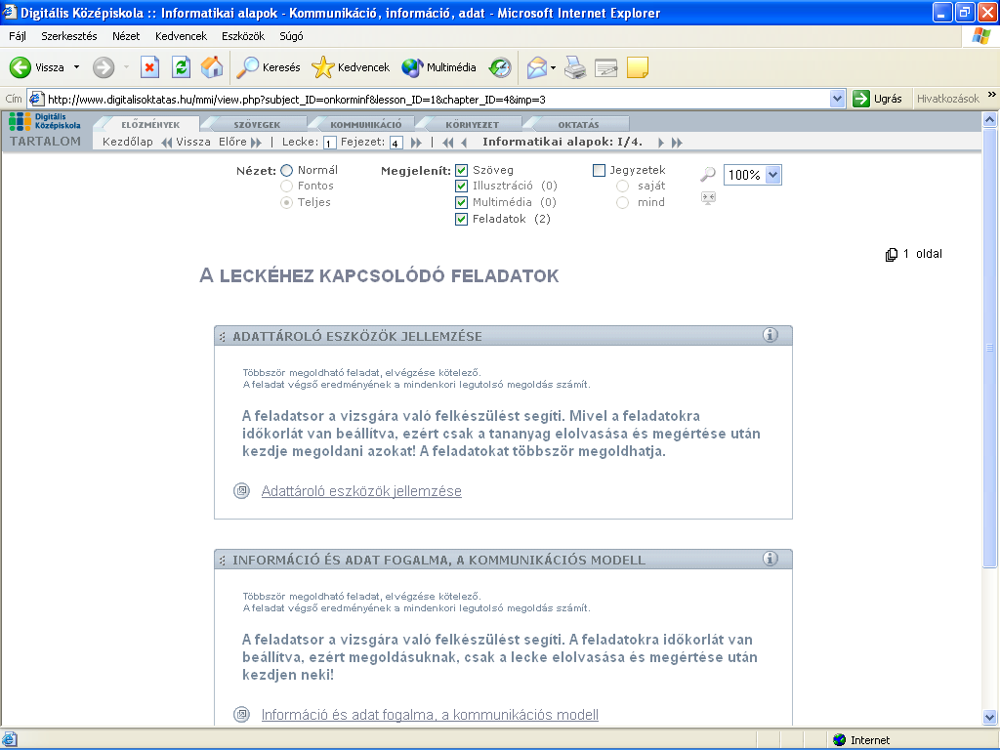 Digitális Középiskola :: Informatikai alapok - Kommunikáció, információ, adat - Microsoft Internet Explorer
Fájl Szerkesztés Nézet Kedvencek Eszközök Súgó
Vissza Keresés Kedvencek Multimédia
Cím http://www.digitalisoktatas.hu/mmi/view.php?subject_ID=onkorminf&lesson_ID=1&chapter_ID=4&imp=3 Ugrás Hivatkozások »
Digitális Középiskola ELŐZMÉNYEK SZÖVEGEK KOMMUNIKÁCIÓ KÖRNYEZET OKTATÁS
TARTALOM Kezdőlap Vissza Előre | Lecke: 1 Fejezet: 4 | Informatikai alapok: I/4.
Nézet: Normál Megjelenít: Szöveg Jegyzetek 100%
Fontos Illusztráció (0) saját
Teljes Multimédia (0) mind
Feladatok (2)
1 oldal
A LECKÉHEZ KAPCSOLÓDÓ FELADATOK
ADATTÁROLÓ ESZKÖZÖK JELLEMZÉSE
Többször megoldható feladat, elvégzése kötelező.
A feladat végső eredményének a mindenkori legutolsó megoldás számít.
A feladatsor a vizsgára való felkészülést segíti. Mivel a feladatokra
időkorlát van beállítva, ezért csak a tananyag elolvasása és megértése után
kezdje megoldani azokat! A feladatokat többször megoldhatja.
Adattároló eszközök jellemzése
INFORMÁCIÓ ÉS ADAT FOGALMA, A KOMMUNIKÁCIÓS MODELL
Többször megoldható feladat, elvégzése kötelező.
A feladat végső eredményének a mindenkori legutolsó megoldás számít.
A feladatsor a vizsgára való felkészülést segíti. A feladatokra időkorlát van
beállítva, ezért megoldásuknak, csak a lecke elolvasása és megértése után
kezdjen neki!
Információ és adat fogalma, a kommunikációs modell
Internet